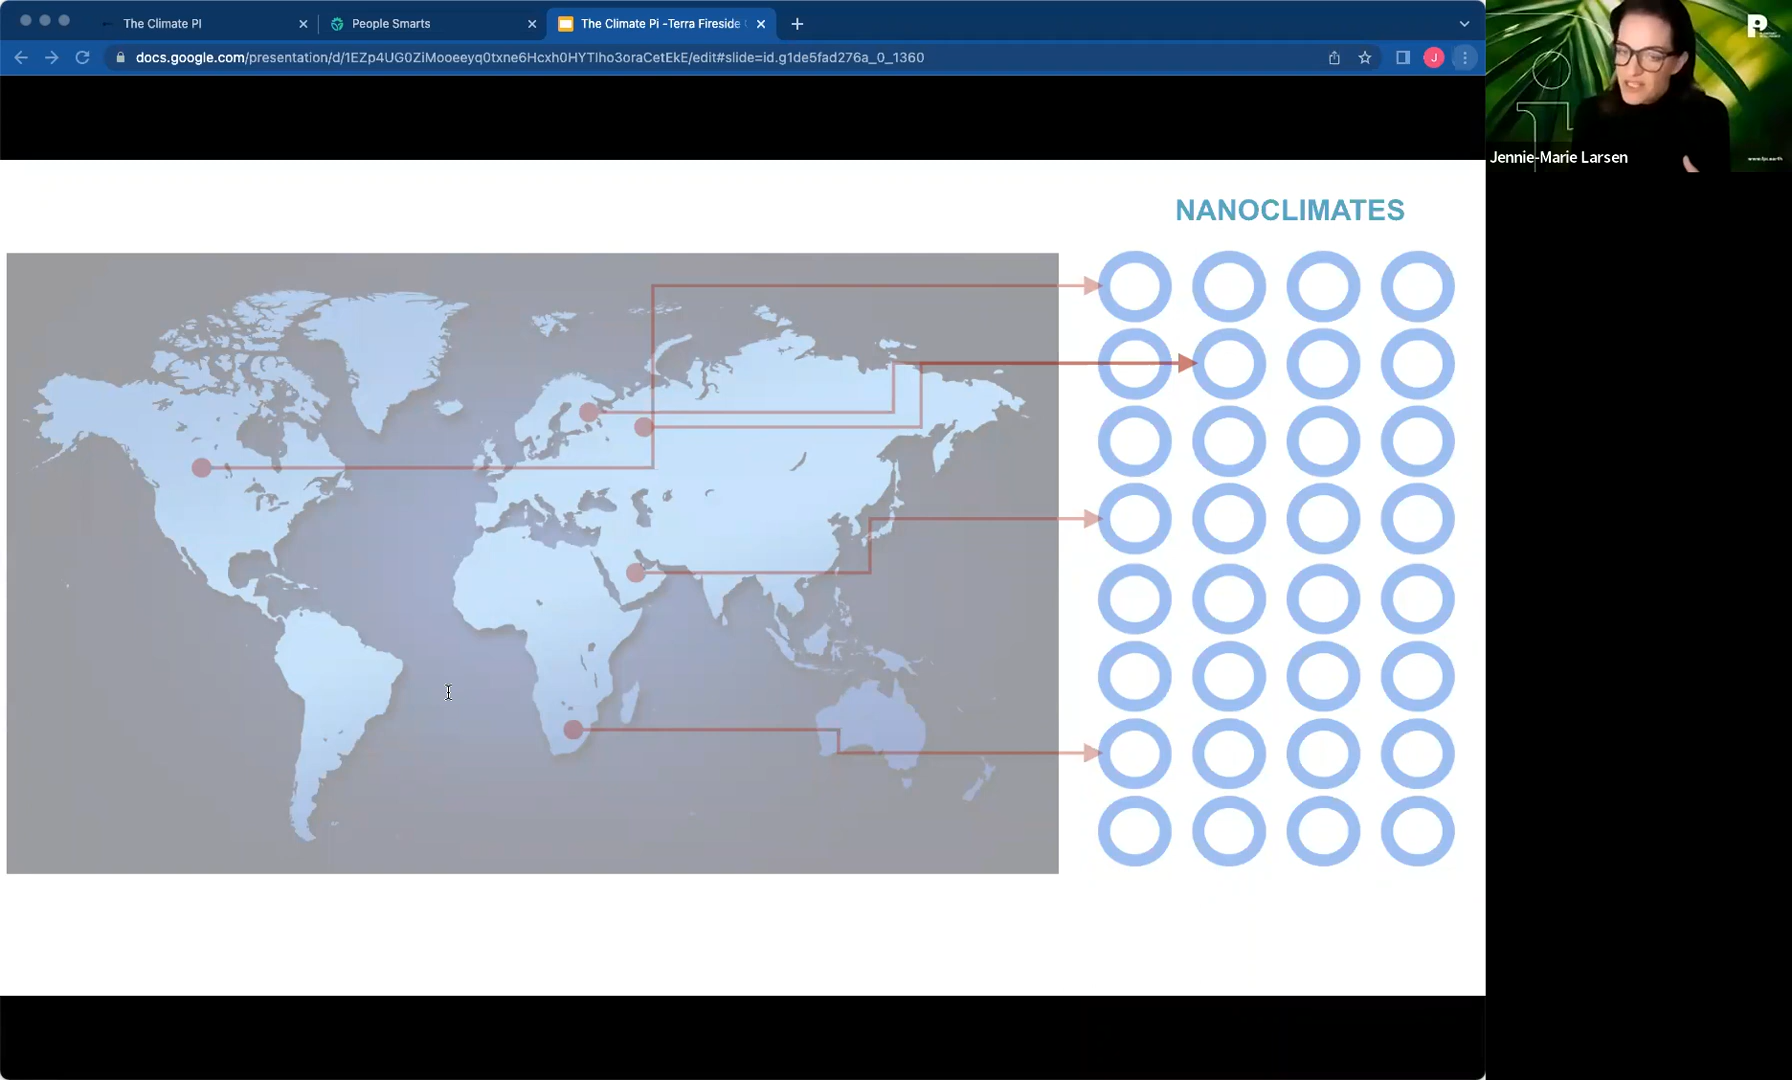 The Climate PI
People Smarts
The Climate Pi -Terra Fireside
docs.google.com/presentation/d/1EZp4UG0ZiMooeeyq0txne6Hcxh0HYTlho3oraCetEkE/edit#slide=id.g1de5fad276a_0_1360
J
Jennie-Marie Larsen
NANOCLIMATES